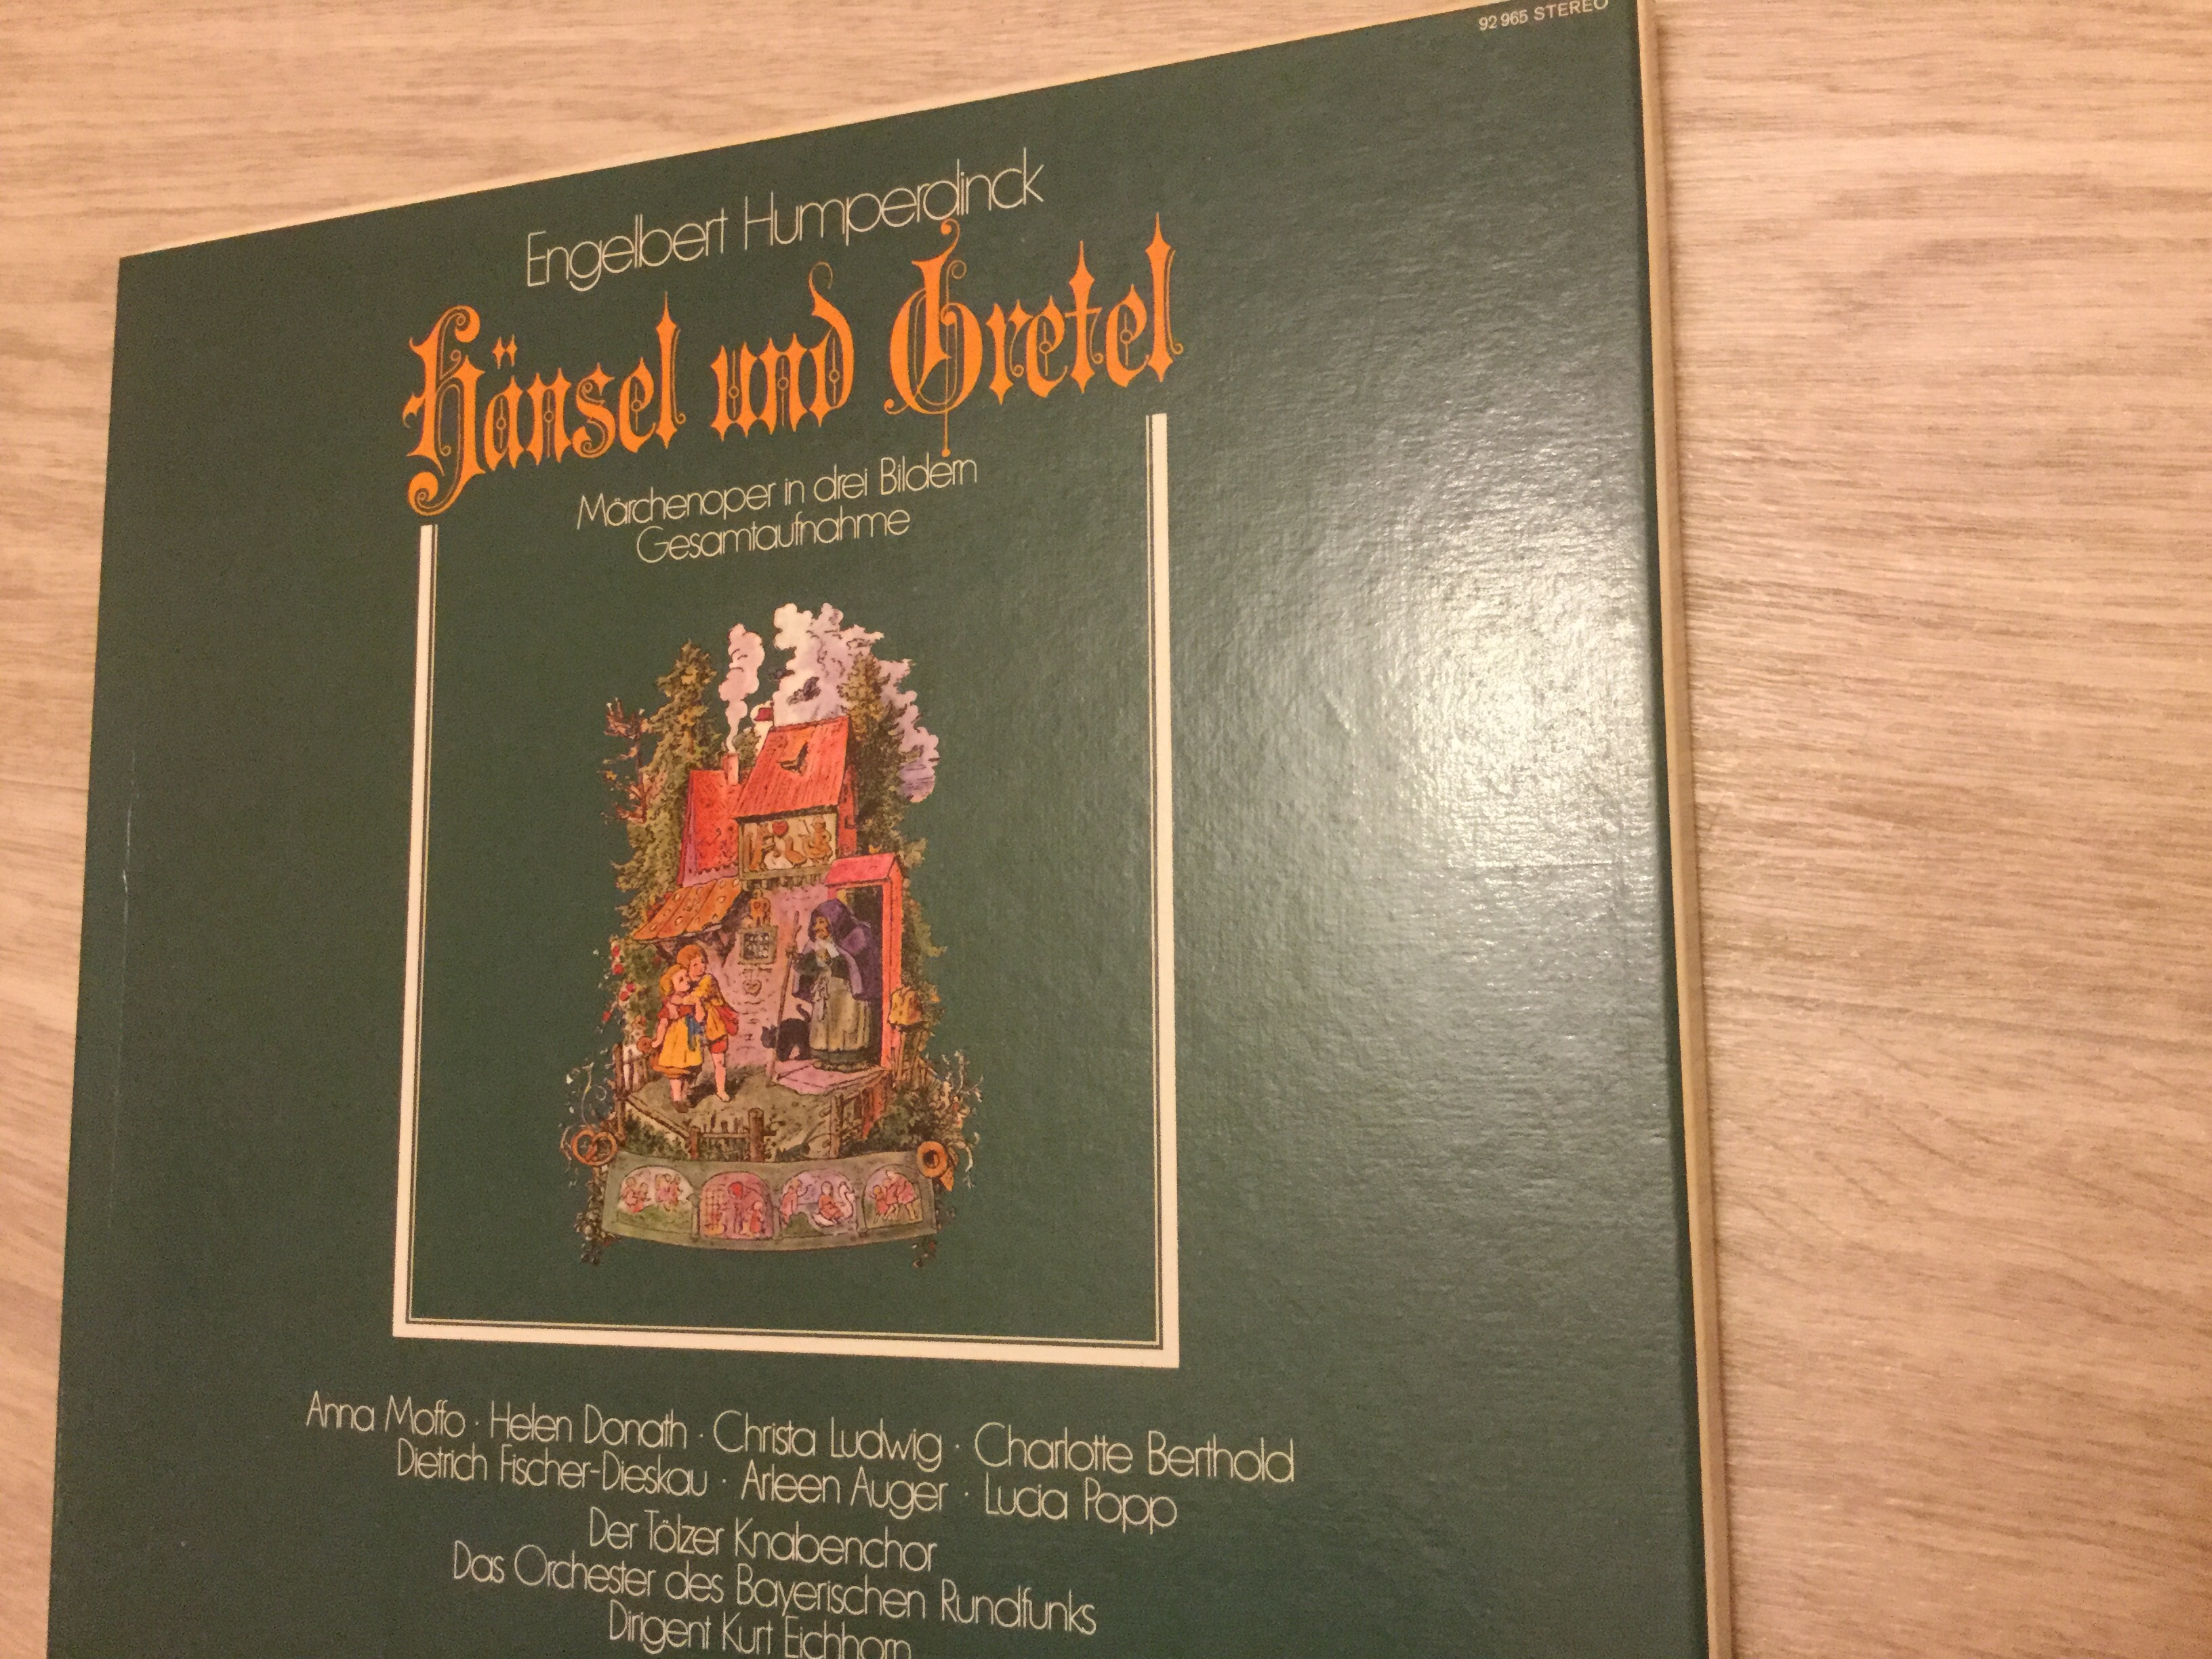 92 965 STEREO
Engelbert Humperdinck
Hänsel und Gretel
Märchenoper in drei Bildern
Gesamtaufnahme
Anna Moffo · Helen Donath · Christa Ludwig · Charlotte Berthold
Dietrich Fischer-Dieskau · Arleen Auger · Lucia Popp
Der Tölzer Knabenchor
Das Orchester des Bayerischen Rundfunks
Dirigent Kurt Eichhorn